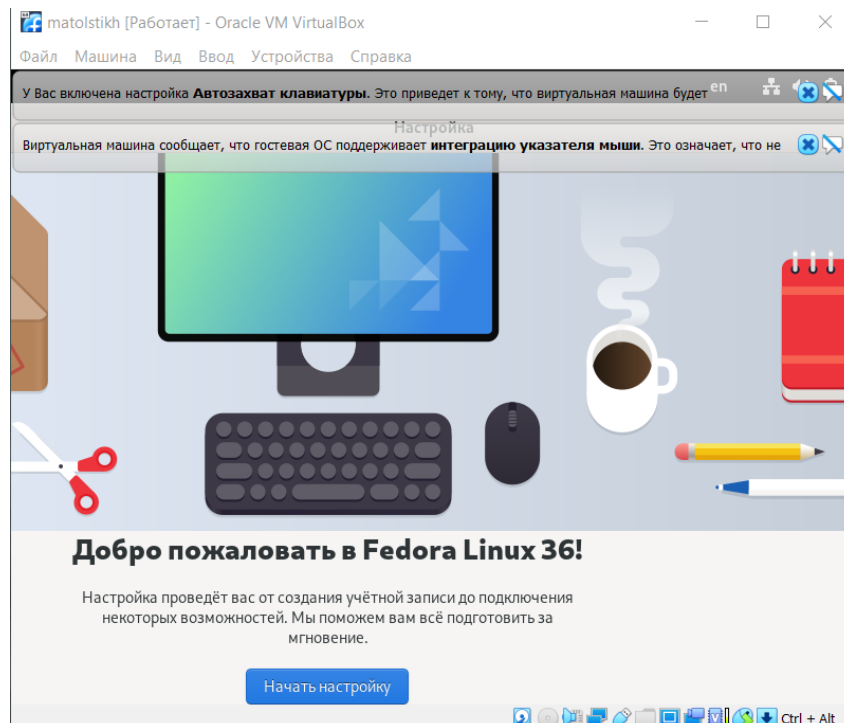 matolstikh [Работает] - Oracle VM VirtualBox
Файл Машина Вид Ввод Устройства Справка
У Вас включена настройка Автозахват клавиатуры. Это приведет к тому, что виртуальная машина будет
en
Настройка
Виртуальная машина сообщает, что гостевая ОС поддерживает интеграцию указателя мыши. Это означает, что не
Добро пожаловать в Fedora Linux 36!
Настройка проведёт вас от создания учётной записи до подключения
некоторых возможностей. Мы поможем вам всё подготовить за
мгновение.
Начать настройку
Ctrl + Alt